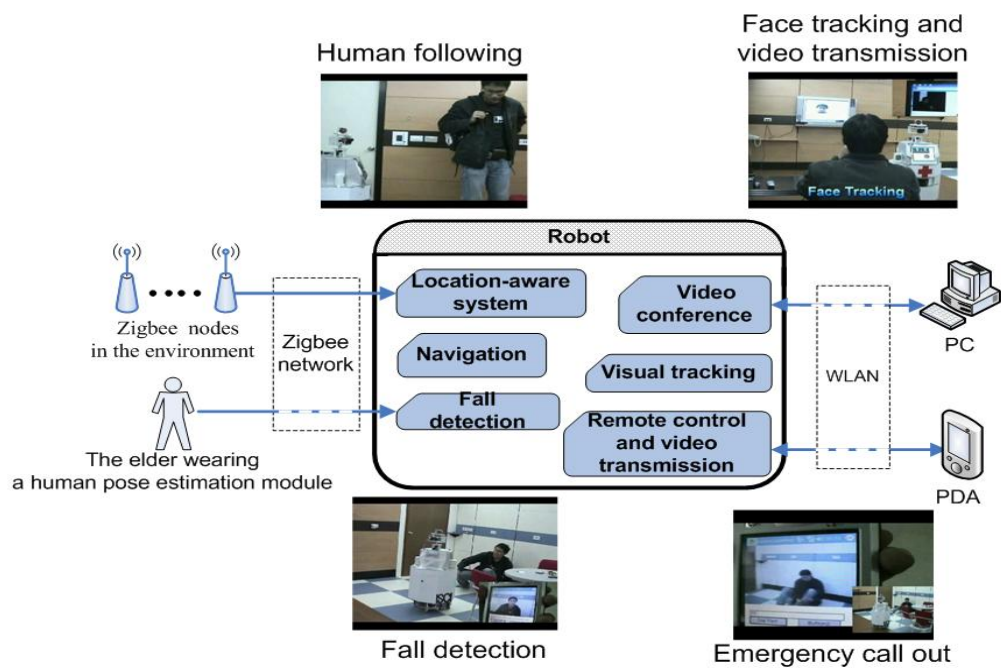 Human following
Face tracking and
video transmission
Face Tracking
Robot
Location-aware
system
Video
conference
Zigbee nodes
in the environment
Zigbee
network
Navigation
Visual tracking
WLAN
PC
Fall
detection
Remote control
and video
transmission
The elder wearing
a human pose estimation module
PDA
Fall detection
Emergency call out